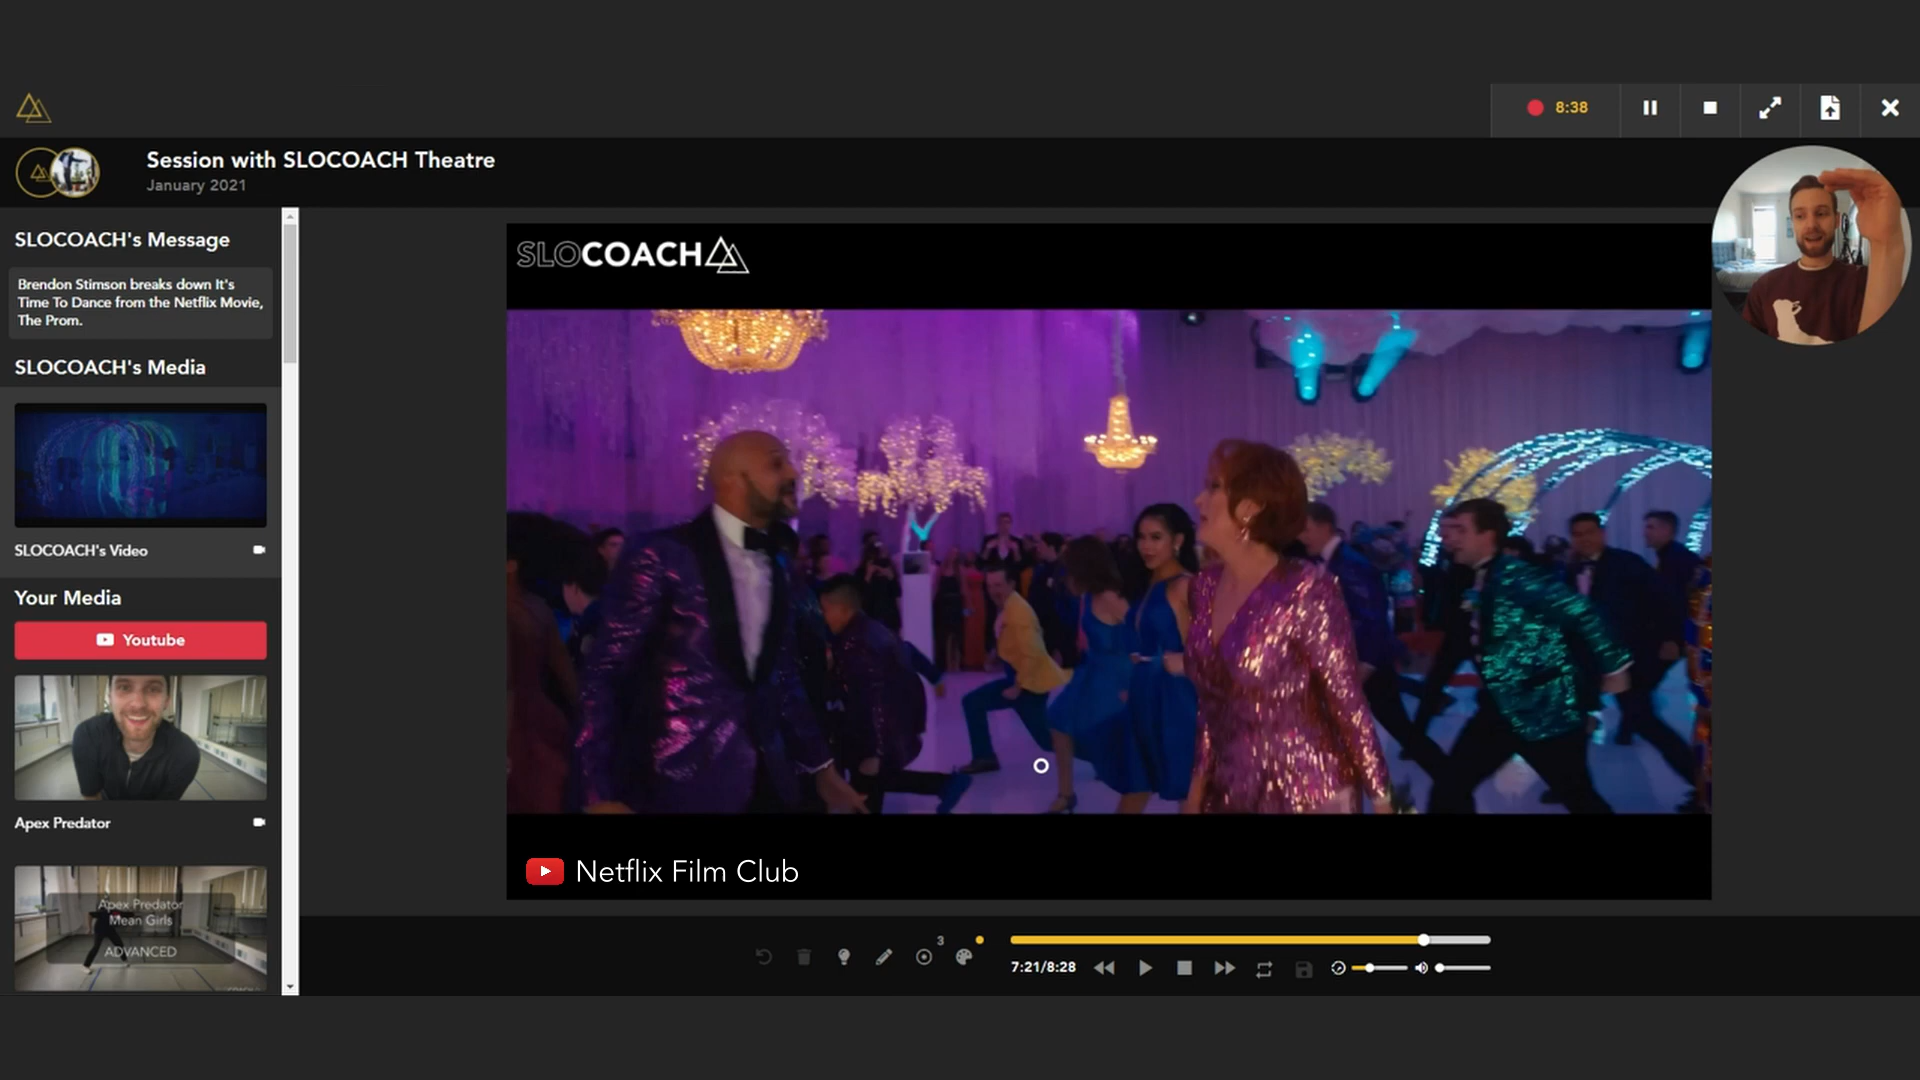 8:38
Session with SLOCOACH Theatre
January 2021
SLOCOACH's Message
Brendon Stimson breaks down It's
Time To Dance from the Netflix Movie,
The Prom.
SLOCOACH's Media
SLOCOACH's Video
Your Media
Youtube
Apex Predator
Apex Predator
Mean Girls
ADVANCED
SLOCOACH
Netflix Film Club
3
7:21/8:28